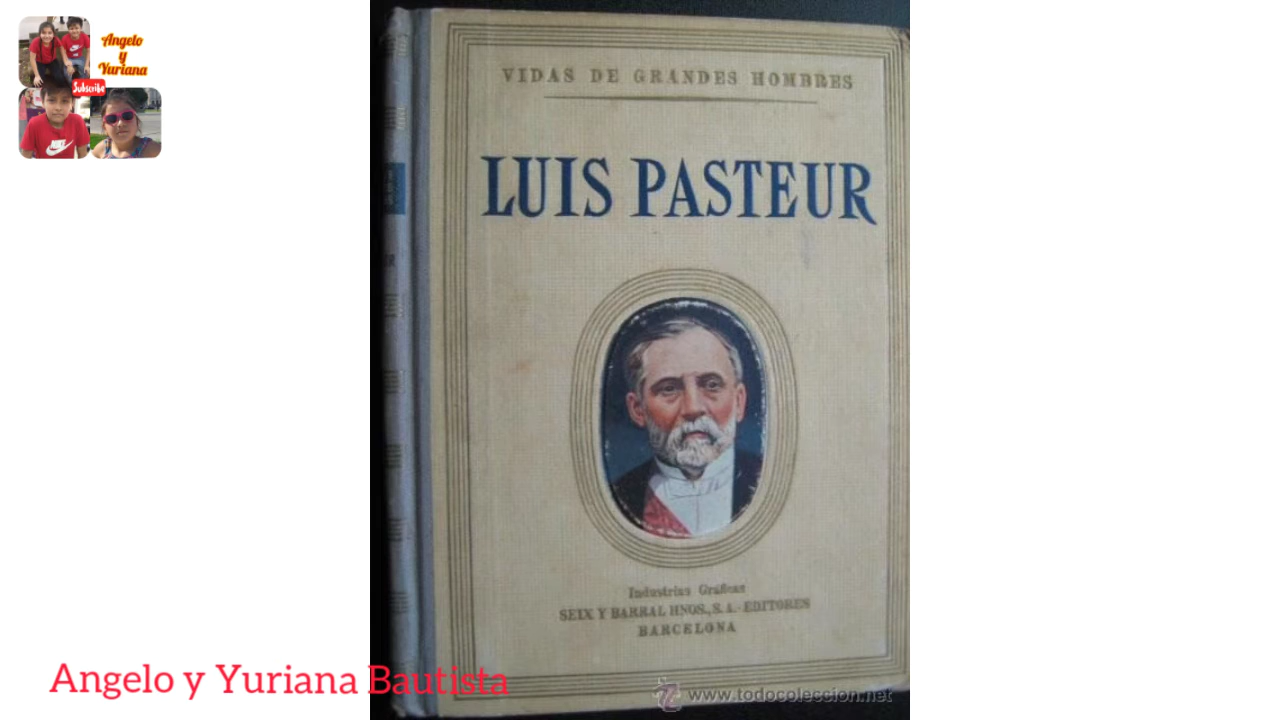 Angelo
y
Yuriana
Subscribe
NIKE
VIDAS DE GRANDES HOMBRES
LUIS PASTEUR
Industrias Gráficas
SEIX Y BARRAL HNOS., S. A. - EDITORES
BARCELONA
Angelo y Yuriana Bautista
www.todocoleccion.net